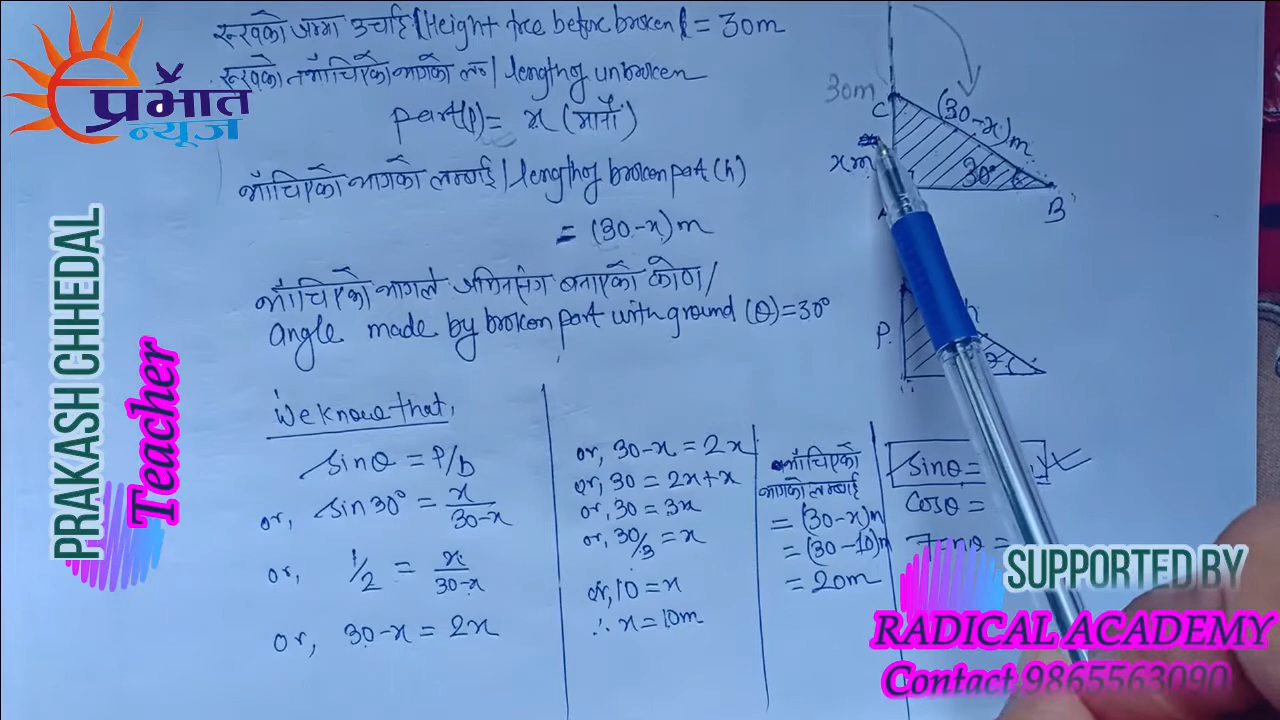 रूखको जम्मा उचाई/Height tree before broken = 30m
रूखको नभाँचिएको भागको ल०/length of unbroken
part(p) = x (मानौं)
भाँचिएको भागको लम्बाई/length of broken part (h)
= (30-x)m
भाँचिएको भागले जमिनसंग बनाएको कोण/
angle made by broken part with ground (θ)=30°
We know that,
sinθ = P/h
or, sin30° = x/30-x
or, 1/2 = x/30-x
or, 30-x = 2x
or, 30-x = 2x
or, 30 = 2x+x
or, 30 = 3x
or, 30/3 = x
or, 10 = x
∴ x = 10m
भाँचिएको
भागको लम्बाई
= (30-x)m
= (30-10)m
= 20m
30m
C
(30-x)m
xm
30°
B
P
h
sinθ =
cosθ =
प्रभात
न्यूज
PRAKASH CHHEDAL
Teacher
SUPPORTED BY
RADICAL ACADEMY
Contact 9865563090